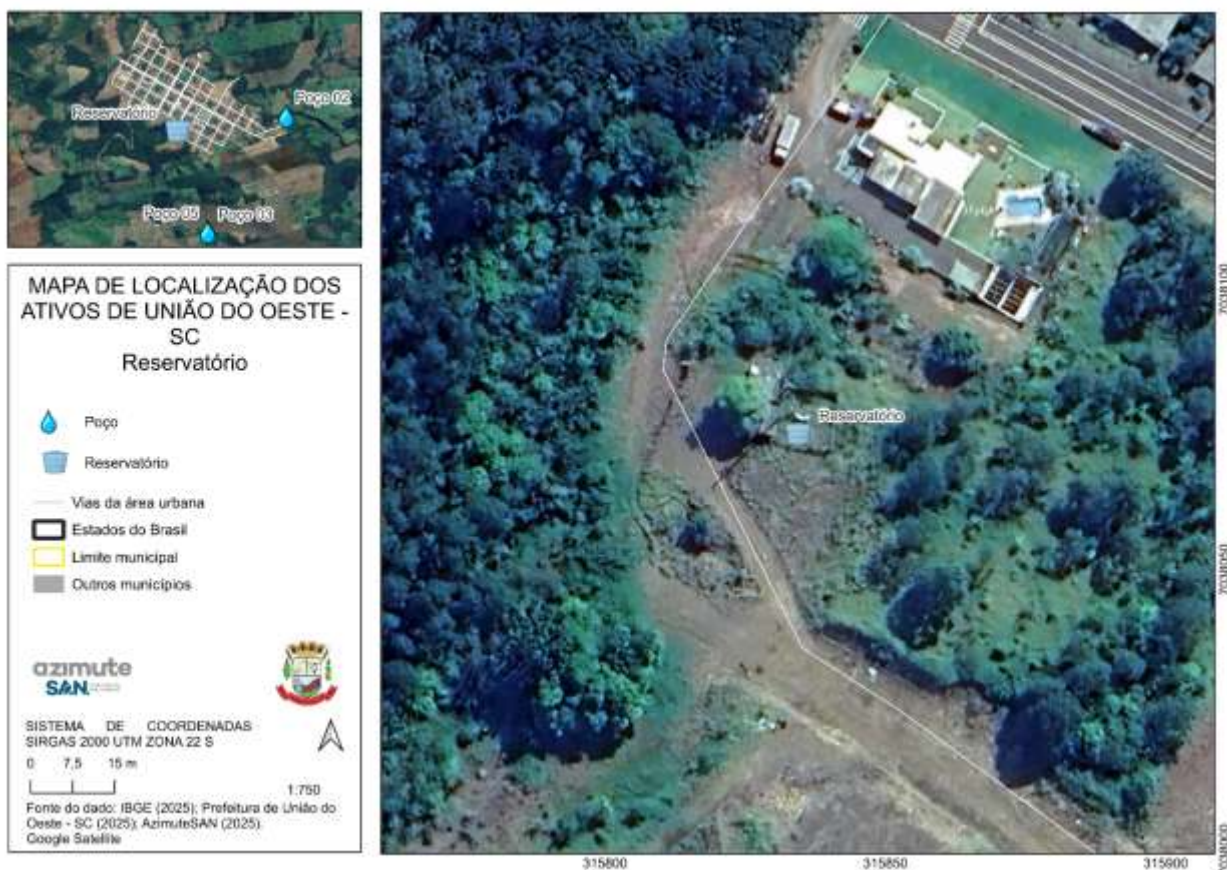 Reservatório
Poço 02
Poço 05
Poço 03
MAPA DE LOCALIZAÇÃO DOS
ATIVOS DE UNIÃO DO OESTE -
SC
Reservatório
Poço
Reservatório
Vias da área urbana
Estados do Brasil
Limite municipal
Outros municípios
azimute
SAN
SISTEMA DE COORDENADAS
SIRGAS 2000 UTM ZONA 22 S
0 7,5 15 m
1:750
Fonte do dado: IBGE (2025); Prefeitura de União do
Oeste - SC (2025); AzimuteSAN (2025).
Google Satellite
Reservatório
7038100
7038050
7038000
315800
315850
315900